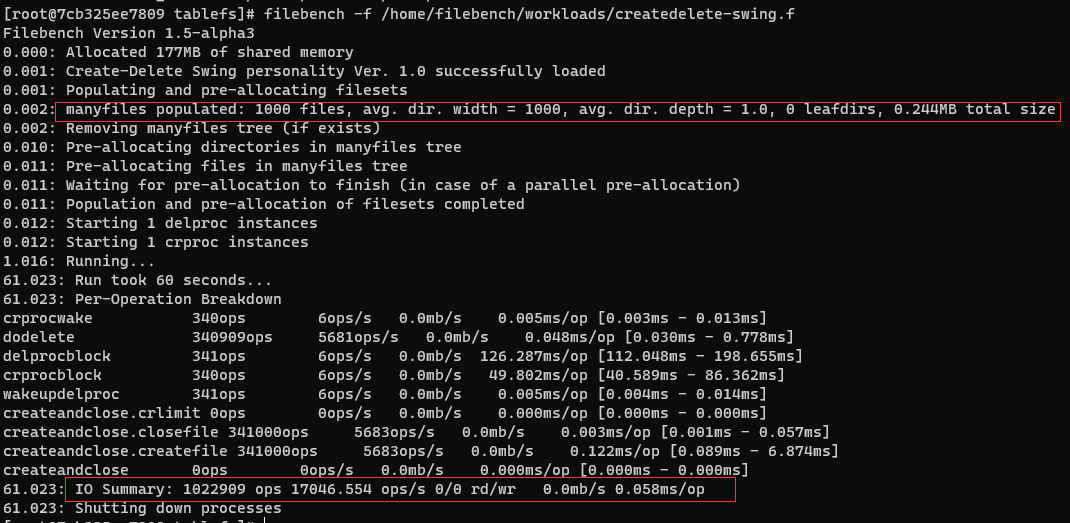 [root@7cb325ee7809 tablefs]# filebench -f /home/filebench/workloads/createdelete-swing.f
Filebench Version 1.5-alpha3
0.000: Allocated 177MB of shared memory
0.001: Create-Delete Swing personality Ver. 1.0 successfully loaded
0.001: Populating and pre-allocating filesets
0.002: manyfiles populated: 1000 files, avg. dir. width = 1000, avg. dir. depth = 1.0, 0 leafdirs, 0.244MB total size
0.002: Removing manyfiles tree (if exists)
0.010: Pre-allocating directories in manyfiles tree
0.011: Pre-allocating files in manyfiles tree
0.011: Waiting for pre-allocation to finish (in case of a parallel pre-allocation)
0.011: Population and pre-allocation of filesets completed
0.012: Starting 1 delproc instances
0.012: Starting 1 crproc instances
1.016: Running...
61.023: Run took 60 seconds...
61.023: Per-Operation Breakdown
crprocwake 340ops 6ops/s 0.0mb/s 0.005ms/op [0.003ms - 0.013ms]
dodelete 340909ops 5681ops/s 0.0mb/s 0.048ms/op [0.030ms - 0.778ms]
delprocblock 341ops 6ops/s 0.0mb/s 126.287ms/op [112.048ms - 198.655ms]
crprocblock 340ops 6ops/s 0.0mb/s 49.802ms/op [40.589ms - 86.362ms]
wakeupdelproc 341ops 6ops/s 0.0mb/s 0.005ms/op [0.004ms - 0.014ms]
createandclose.crlimit 0ops 0ops/s 0.0mb/s 0.000ms/op [0.000ms - 0.000ms]
createandclose.closefile 341000ops 5683ops/s 0.0mb/s 0.003ms/op [0.001ms - 0.057ms]
createandclose.createfile 341000ops 5683ops/s 0.0mb/s 0.122ms/op [0.089ms - 6.874ms]
createandclose 0ops 0ops/s 0.0mb/s 0.000ms/op [0.000ms - 0.000ms]
61.023: IO Summary: 1022909 ops 17046.554 ops/s 0/0 rd/wr 0.0mb/s 0.058ms/op
61.023: Shutting down processes